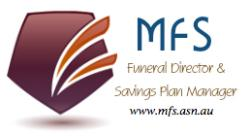 MFS
Funeral Director &
Savings Plan Manager
www.mfs.asn.au